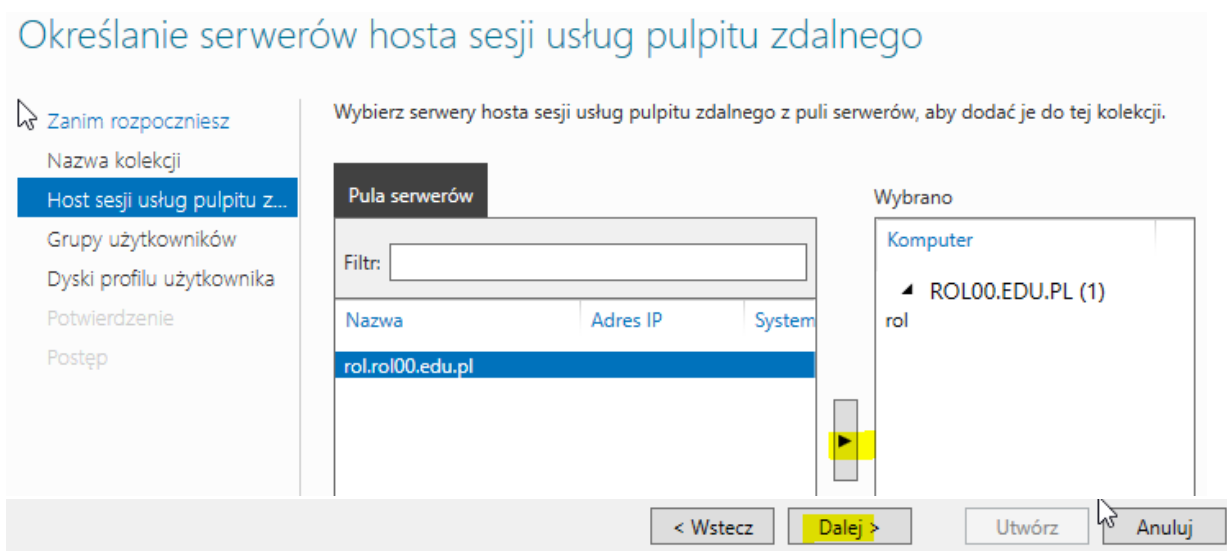 Określanie serwerów hosta sesji usług pulpitu zdalnego
Zanim rozpoczniesz
Nazwa kolekcji
Host sesji usług pulpitu z...
Grupy użytkowników
Dyski profilu użytkownika
Potwierdzenie
Postęp
Wybierz serwery hosta sesji usług pulpitu zdalnego z puli serwerów, aby dodać je do tej kolekcji.
Pula serwerów
Filtr:
Nazwa Adres IP System
rol.rol00.edu.pl
Wybrano
Komputer
ROL00.EDU.PL (1)
rol
< Wstecz Dalej > Utwórz Anuluj